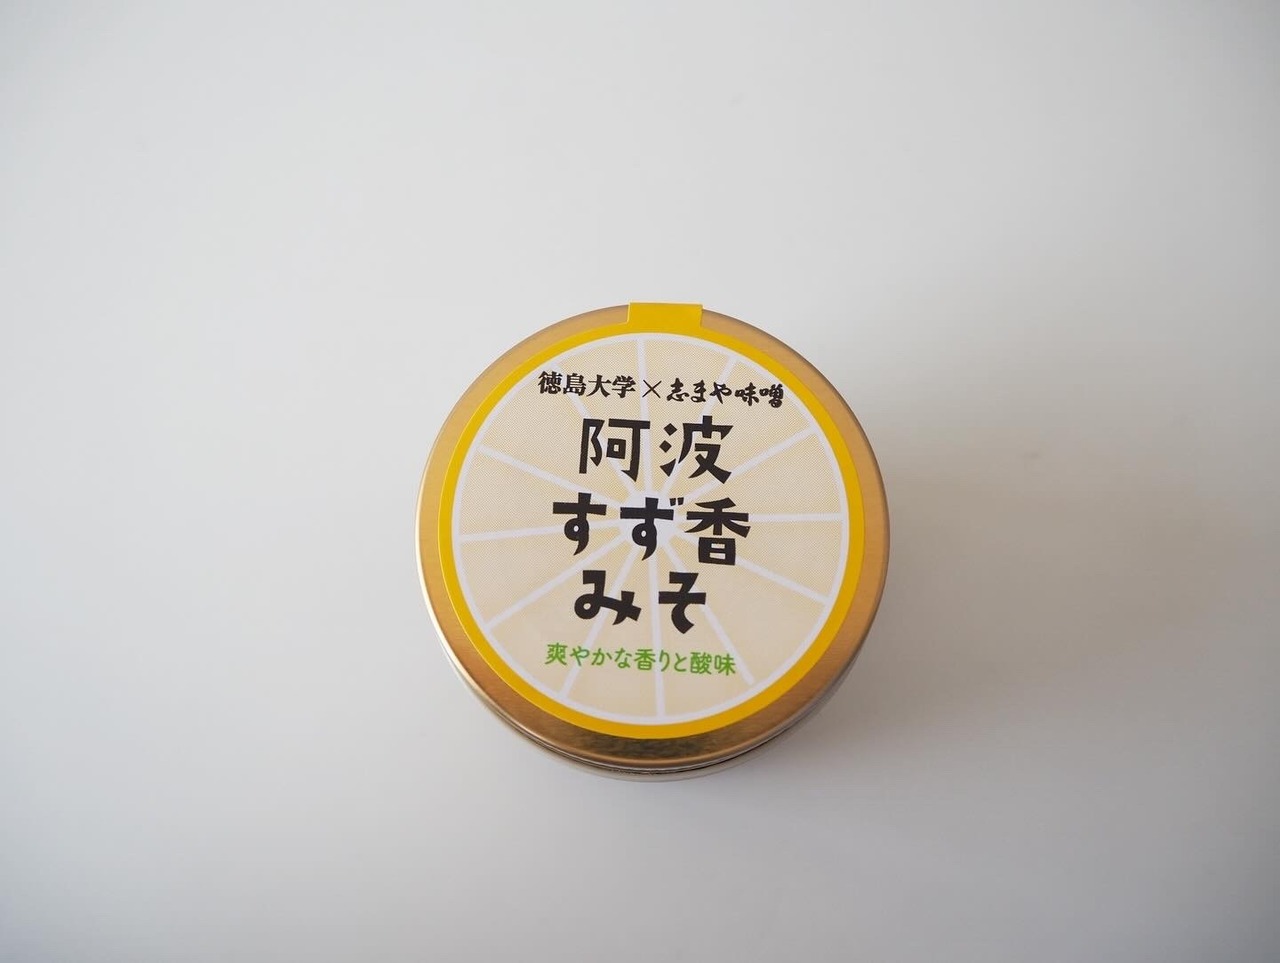 徳島大学×志まや味噌
阿波
すず香
みそ
爽やかな香りと酸味